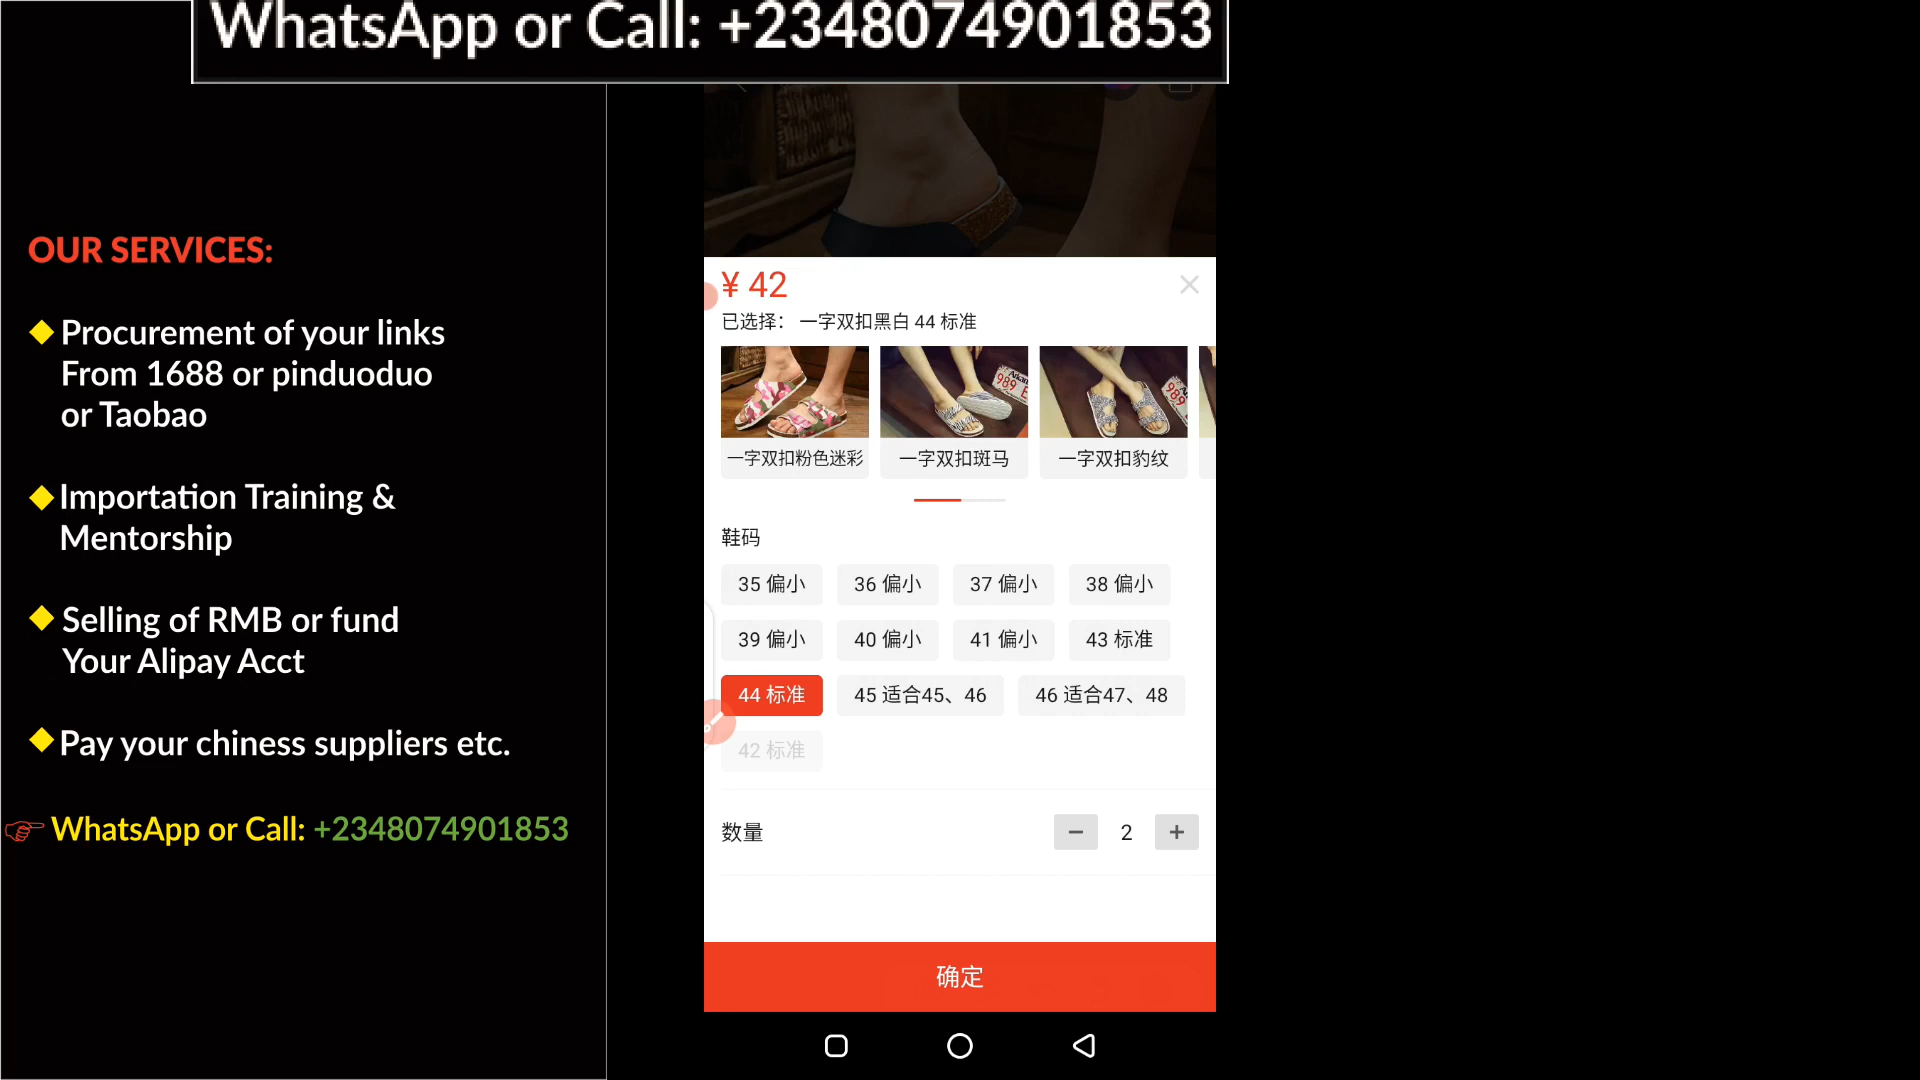 WhatsApp or Call: +2348074901853
OUR SERVICES:
Procurement of your links
From 1688 or pinduoduo
or Taobao
Importation Training &
Mentorship
Selling of RMB or fund
Your Alipay Acct
Pay your chiness suppliers etc.
WhatsApp or Call: +2348074901853
¥ 42
已选择： 一字双扣黑白 44 标准
989
989
一字双扣粉色迷彩 一字双扣斑马 一字双扣豹纹
鞋码
35 偏小 36 偏小 37 偏小 38 偏小
39 偏小 40 偏小 41 偏小 43 标准
44 标准 45 适合45、46 46 适合47、48
42 标准
数量 − 2 +
确定